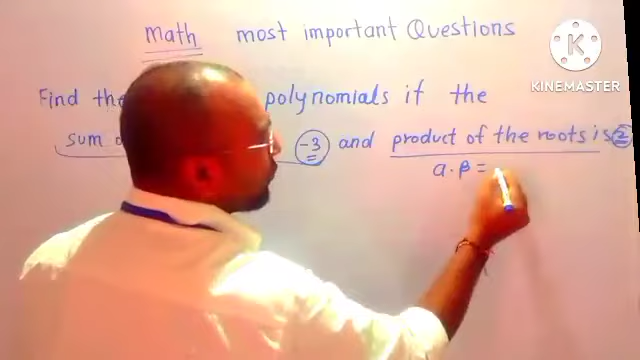 Math most important Questions
KINEMASTER
Find the polynomials if the
sum -3 and product of the roots is 2
α.β =